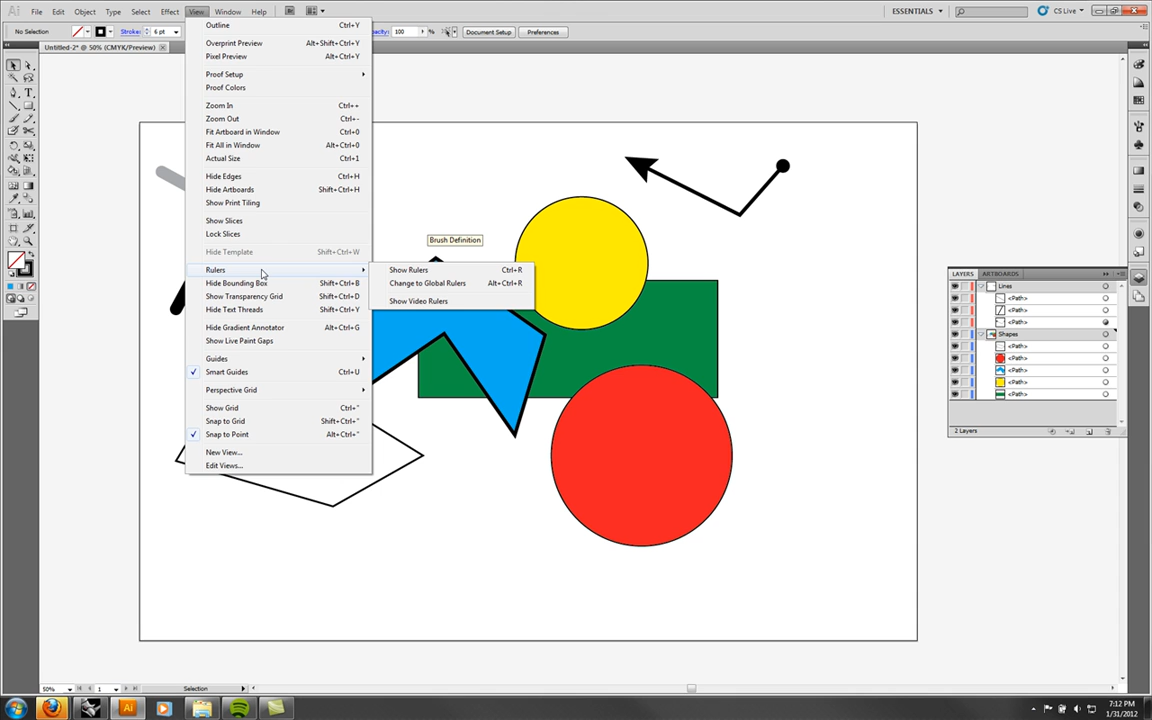 Ai File Edit Object Type Select Effect View Window Help Br ESSENTIALS CS Live
No Selection Stroke: 6 pt Opacity: 100 % Document Setup Preferences
Untitled-2* @ 50% (CMYK/Preview)
Outline Ctrl+Y
Overprint Preview Alt+Shift+Ctrl+Y
Pixel Preview Alt+Ctrl+Y
Proof Setup
Proof Colors
Zoom In Ctrl++
Zoom Out Ctrl+-
Fit Artboard in Window Ctrl+0
Fit All in Window Alt+Ctrl+0
Actual Size Ctrl+1
Hide Edges Ctrl+H
Hide Artboards Shift+Ctrl+H
Show Print Tiling
Show Slices
Lock Slices
Hide Template Shift+Ctrl+W
Rulers
Hide Bounding Box Shift+Ctrl+B
Show Transparency Grid Shift+Ctrl+D
Hide Text Threads Shift+Ctrl+Y
Hide Gradient Annotator Alt+Ctrl+G
Show Live Paint Gaps
Guides
Smart Guides Ctrl+U
Perspective Grid
Show Grid Ctrl+"
Snap to Grid Shift+Ctrl+"
Snap to Point Alt+Ctrl+"
New View...
Edit Views...
Brush Definition
Show Rulers Ctrl+R
Change to Global Rulers Alt+Ctrl+R
Show Video Rulers
LAYERS ARTBOARDS
Lines
<Path>
<Path>
<Path>
Shapes
<Path>
<Path>
<Path>
<Path>
<Path>
2 Layers
50% 1 Selection
Ai
7:12 PM
1/31/2012